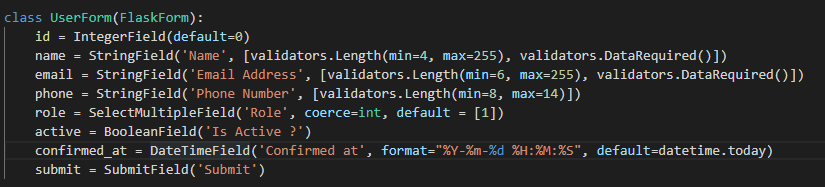 class UserForm(FlaskForm):
    id = IntegerField(default=0)
    name = StringField('Name', [validators.Length(min=4, max=255), validators.DataRequired()])
    email = StringField('Email Address', [validators.Length(min=6, max=255), validators.DataRequired()])
    phone = StringField('Phone Number', [validators.Length(min=8, max=14)])
    role = SelectMultipleField('Role', coerce=int, default = [1])
    active = BooleanField('Is Active ?')
    confirmed_at = DateTimeField('Confirmed at', format="%Y-%m-%d %H:%M:%S", default=datetime.today)
    submit = SubmitField('Submit')